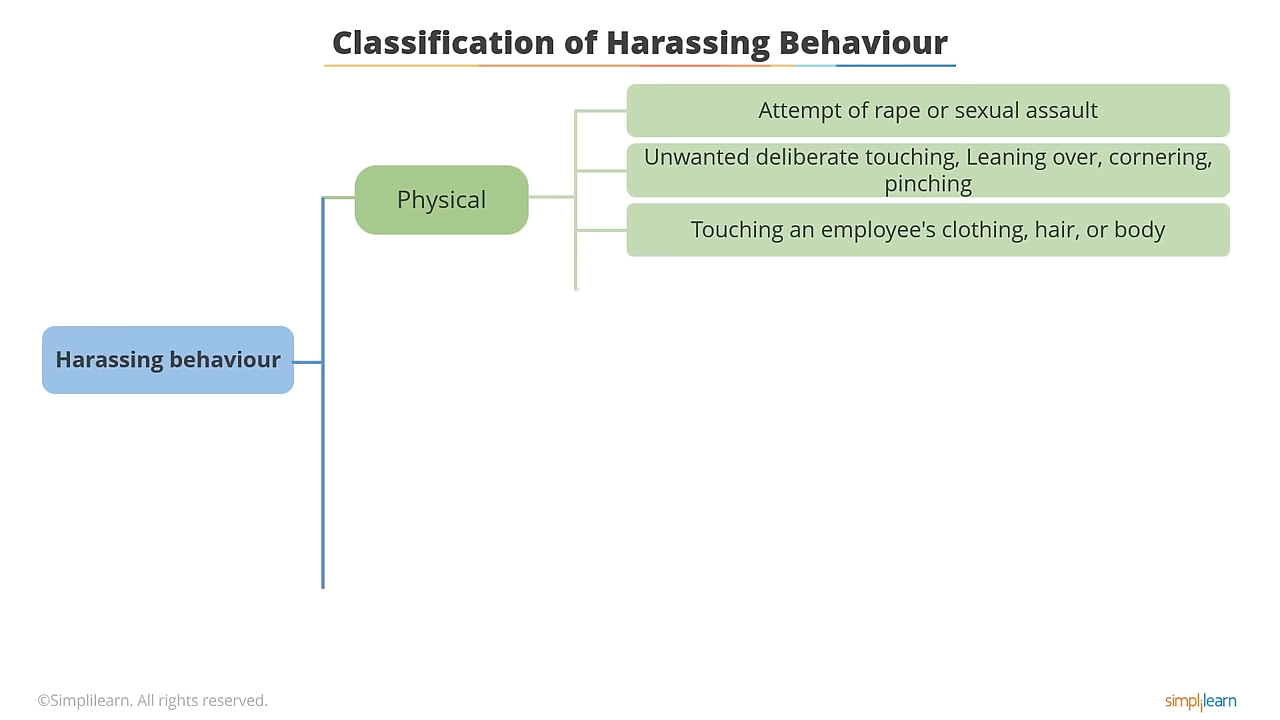 Classification of Harassing Behaviour
Attempt of rape or sexual assault
Unwanted deliberate touching, Leaning over, cornering,
pinching
Physical
Touching an employee's clothing, hair, or body
Harassing behaviour
©Simplilearn. All rights reserved.
simplilearn